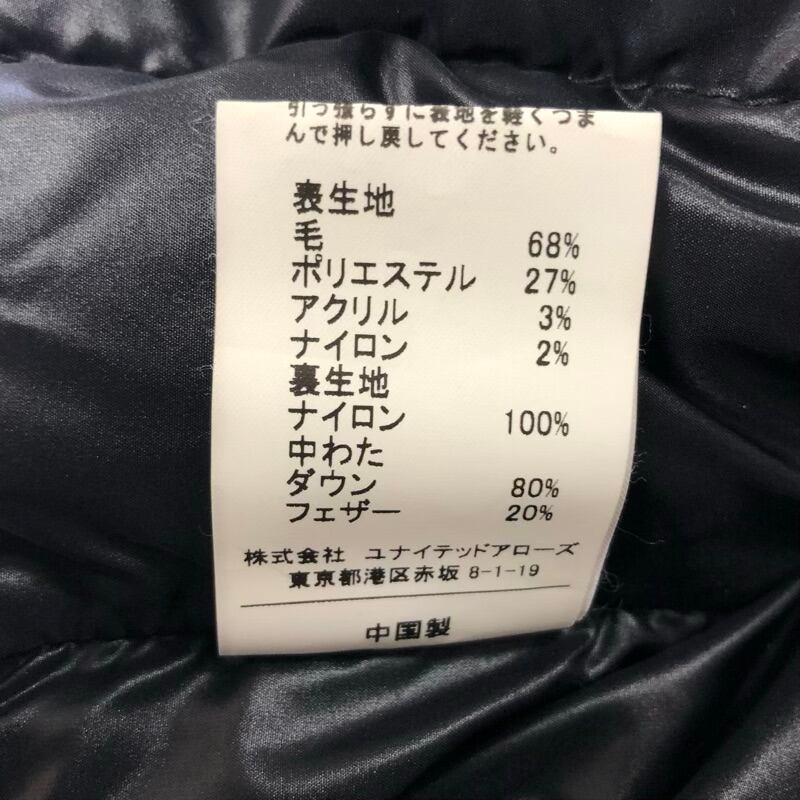 引っ張らずに表地を軽くつま
んで押し戻してください。
表生地
毛 68%
ポリエステル 27%
アクリル 3%
ナイロン 2%
裏生地
ナイロン 100%
中わた
ダウン 80%
フェザー 20%
株式会社 ユナイテッドアローズ
東京都港区赤坂 8-1-19
中国製